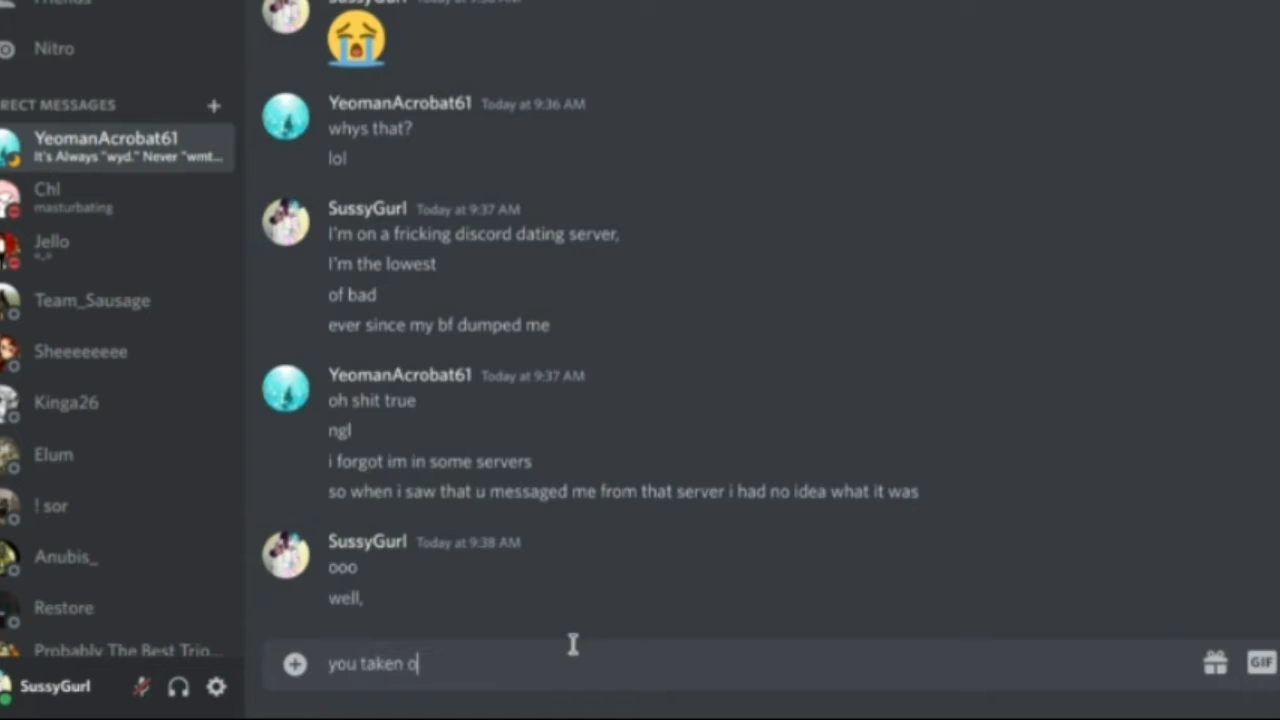 Friends
SussyGurl
Nitro
RECT MESSAGES
YeomanAcrobat61
It's Always "wyd." Never "wmt...
Chl
masturbating
Jello
^-^
Team_Sausage
Sheeeeeeee
Kinga26
Elum
! sor
Anubis_
Restore
Probably The Best Trio...
SussyGurl
YeomanAcrobat61 Today at 9:36 AM
whys that?
lol
SussyGurl Today at 9:37 AM
I'm on a fricking discord dating server,
I'm the lowest
of bad
ever since my bf dumped me
YeomanAcrobat61 Today at 9:37 AM
oh shit true
ngl
i forgot im in some servers
so when i saw that u messaged me from that server i had no idea what it was
SussyGurl Today at 9:38 AM
ooo
well,
you taken o
GIF